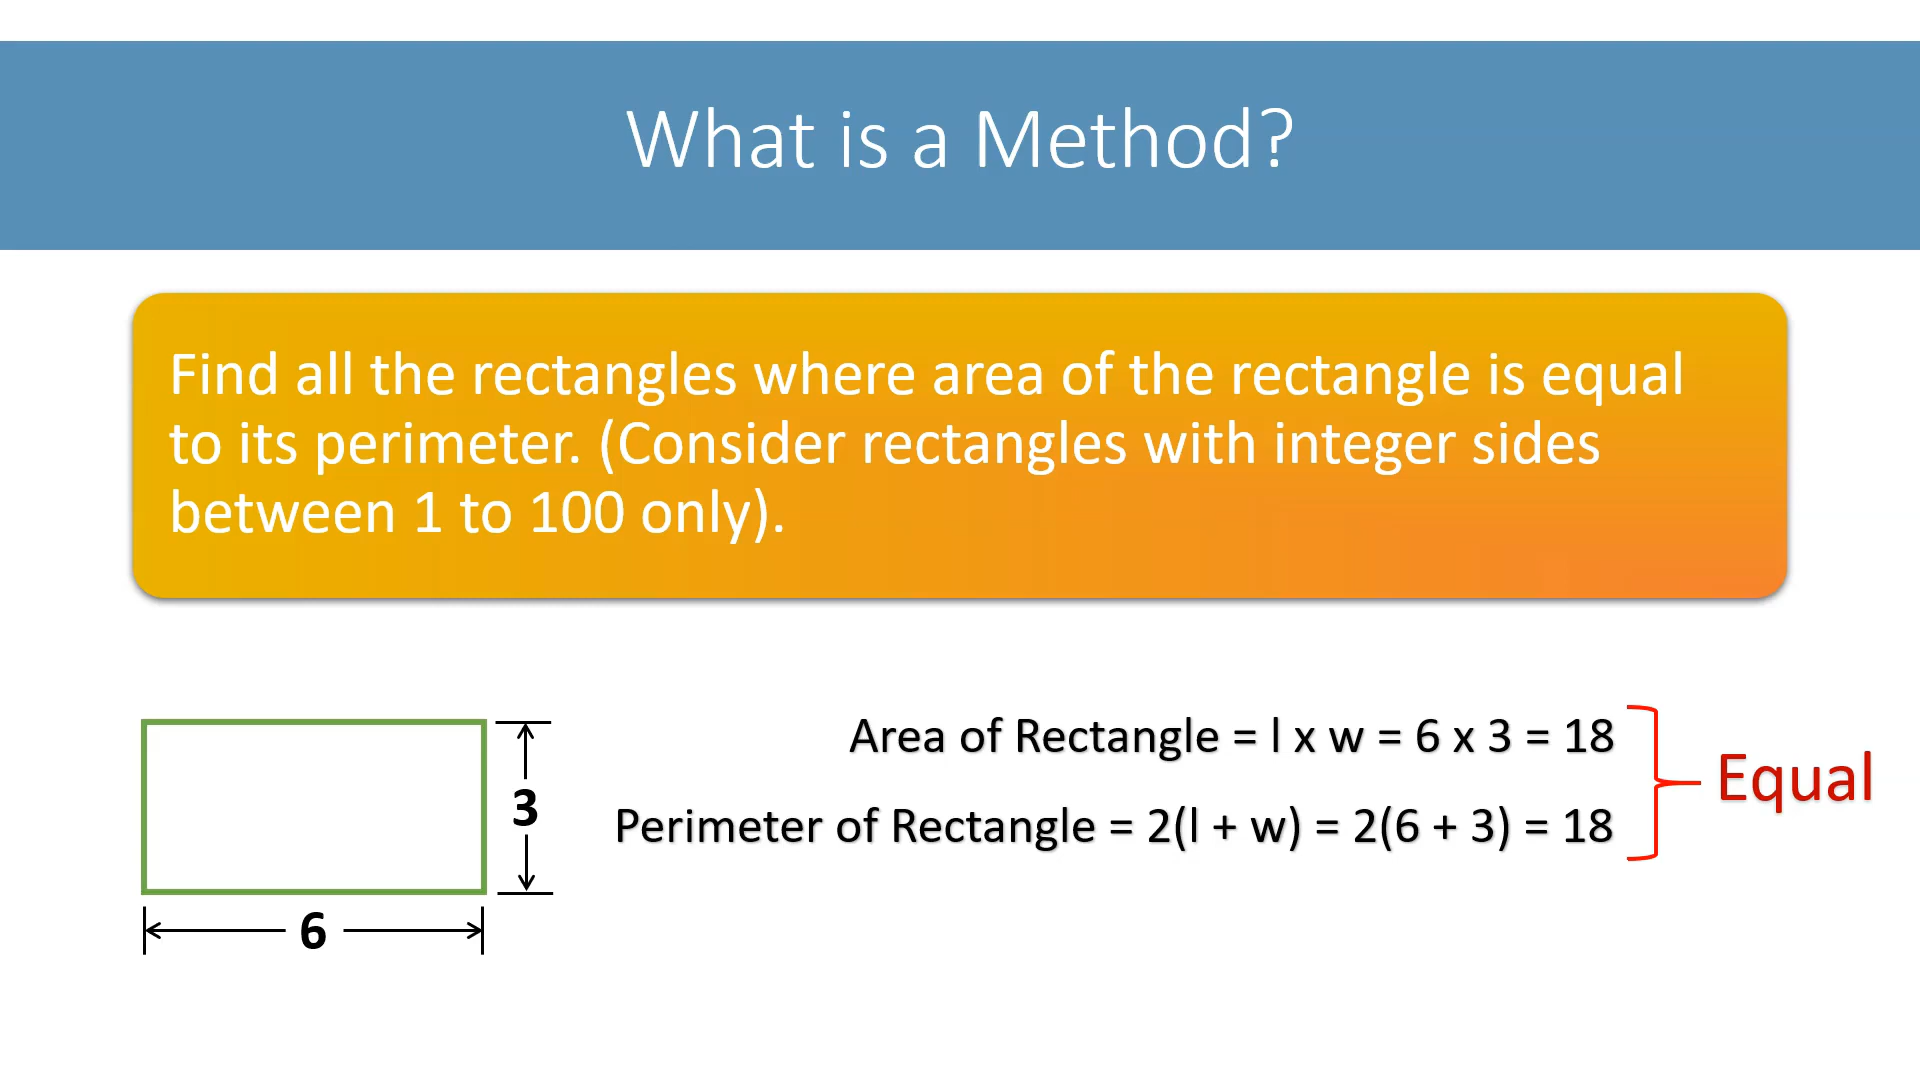 What is a Method?
Find all the rectangles where area of the rectangle is equal
to its perimeter. (Consider rectangles with integer sides
between 1 to 100 only).
Area of Rectangle = l x w = 6 x 3 = 18
Equal
3
Perimeter of Rectangle = 2(l + w) = 2(6 + 3) = 18
6